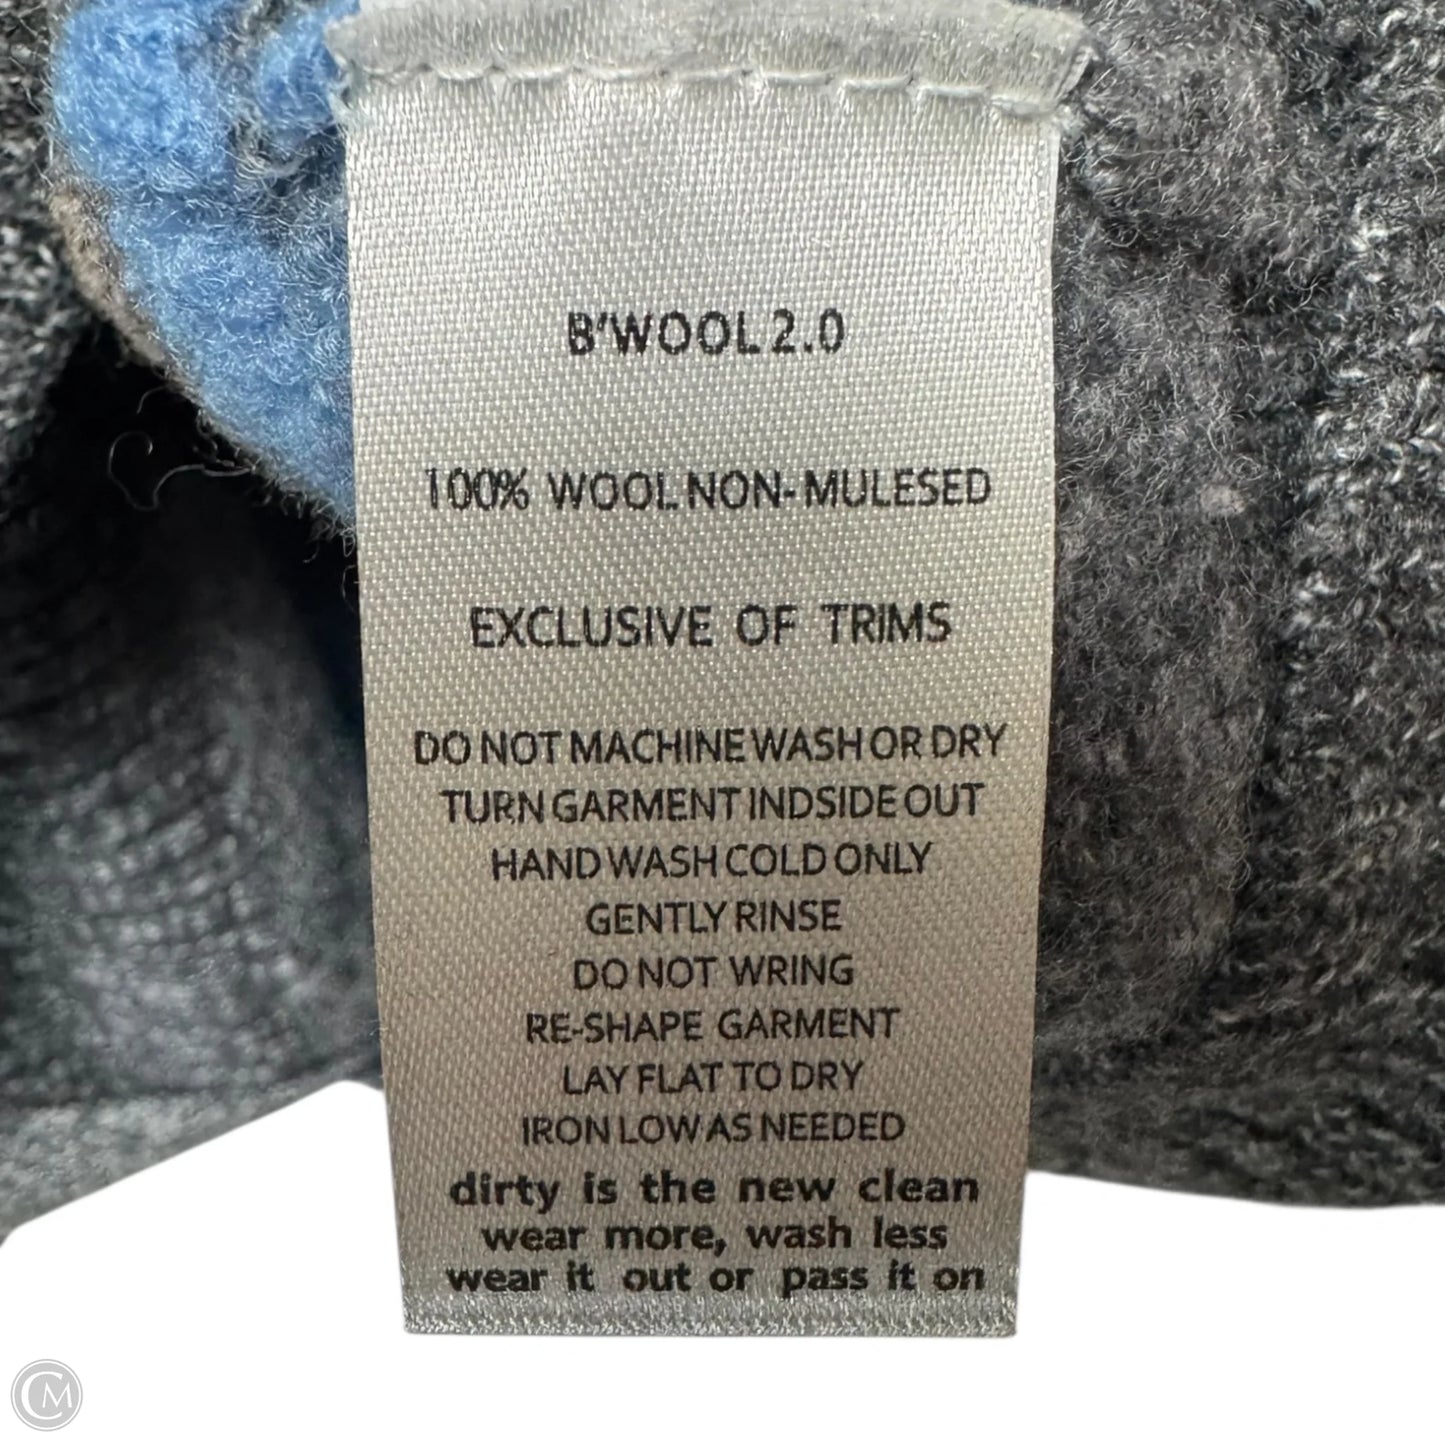 B'WOOL 2.0
100% WOOL NON-MULESED
EXCLUSIVE OF TRIMS
DO NOT MACHINE WASH OR DRY
TURN GARMENT INDSIDE OUT
HAND WASH COLD ONLY
GENTLY RINSE
DO NOT WRING
RE-SHAPE GARMENT
LAY FLAT TO DRY
IRON LOW AS NEEDED
dirty is the new clean
wear more, wash less
wear it out or pass it on
CM